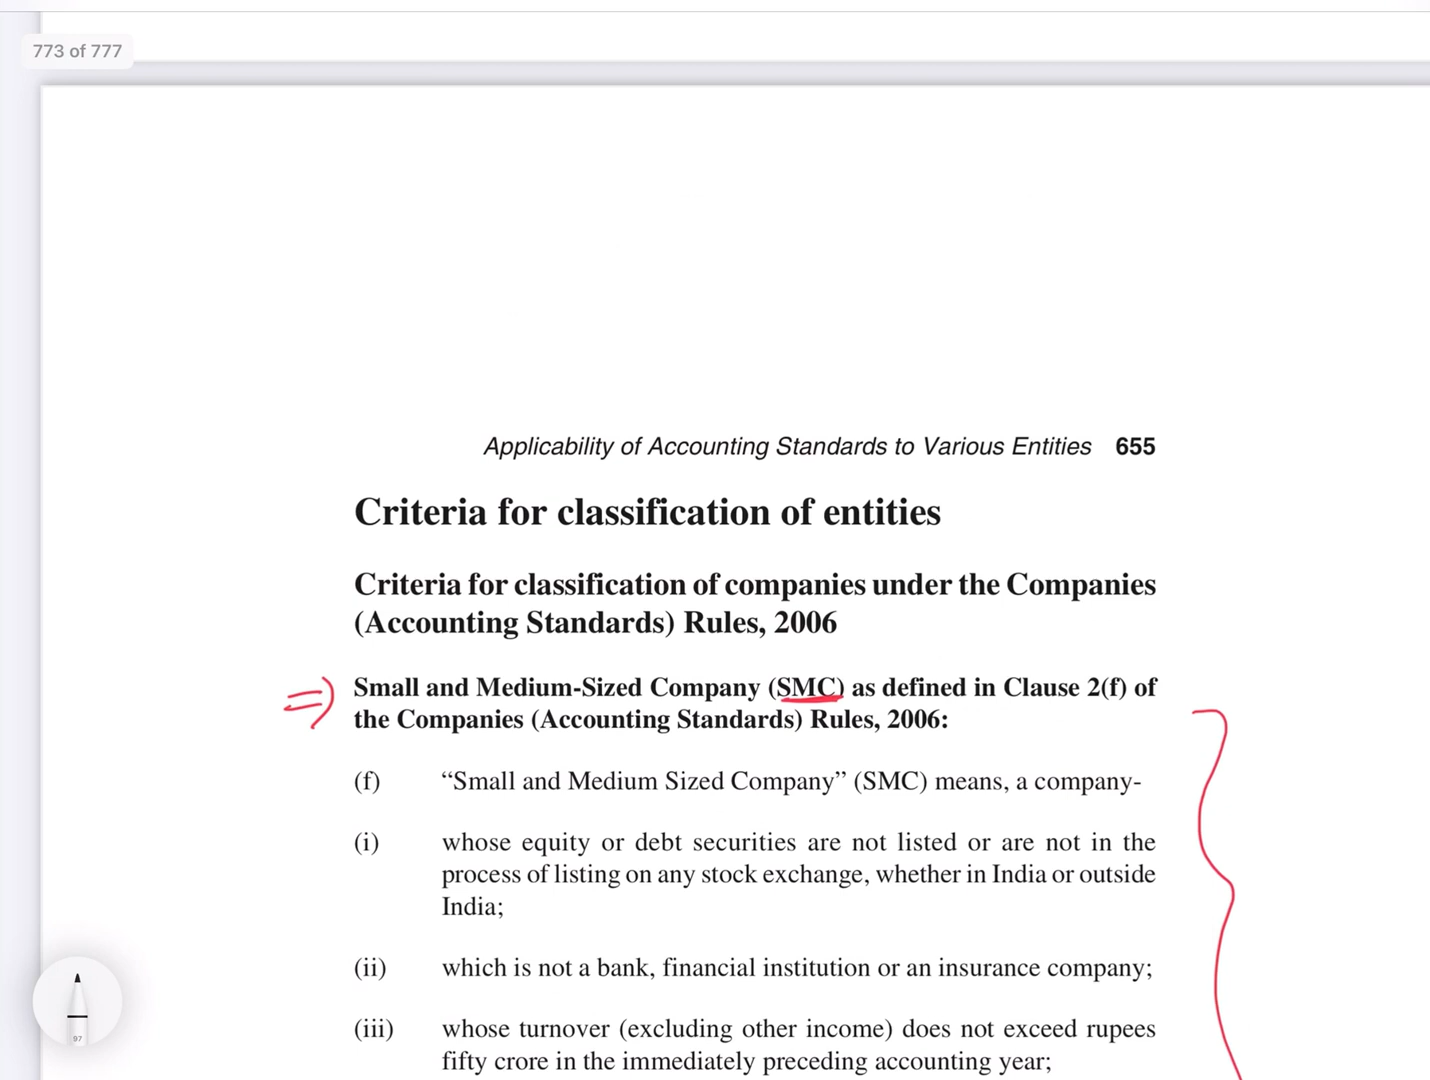 773 of 777
Applicability of Accounting Standards to Various Entities 655
Criteria for classification of entities
Criteria for classification of companies under the Companies
(Accounting Standards) Rules, 2006
Small and Medium-Sized Company (SMC) as defined in Clause 2(f) of
the Companies (Accounting Standards) Rules, 2006:
(f) “Small and Medium Sized Company” (SMC) means, a company-
(i) whose equity or debt securities are not listed or are not in the
process of listing on any stock exchange, whether in India or outside
India;
(ii) which is not a bank, financial institution or an insurance company;
(iii) whose turnover (excluding other income) does not exceed rupees
fifty crore in the immediately preceding accounting year;
97